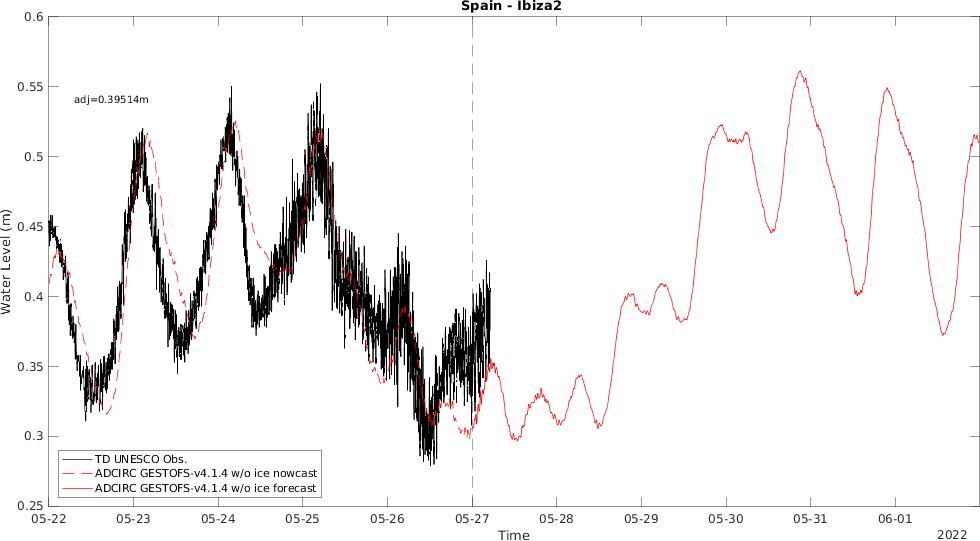 Spain - Ibiza2
0.6
0.55
0.5
0.45
0.4
0.35
0.3
0.25
Water Level (m)
adj=0.39514m
TD UNESCO Obs.
ADCIRC GESTOFS-v4.1.4 w/o ice nowcast
ADCIRC GESTOFS-v4.1.4 w/o ice forecast
05-22 05-23 05-24 05-25 05-26 05-27 05-28 05-29 05-30 05-31 06-01
Time
2022